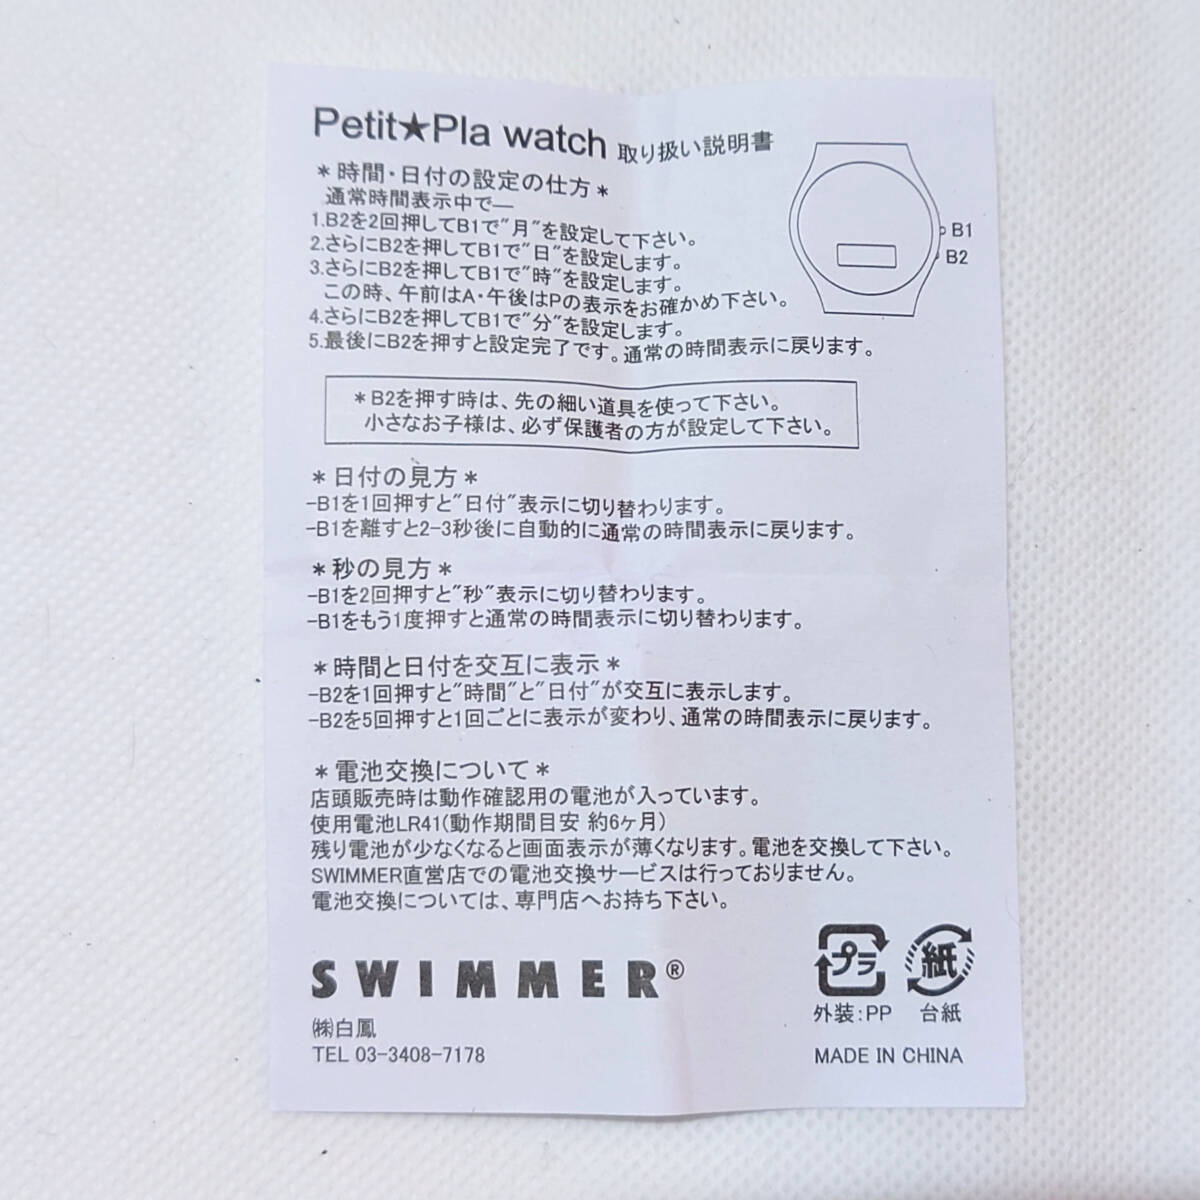 Petit★Pla watch 取り扱い説明書
＊時間・日付の設定の仕方＊
通常時間表示中で―
1.B2を2回押してB1で"月"を設定して下さい。
2.さらにB2を押してB1で"日"を設定します。
3.さらにB2を押してB1で"時"を設定します。
この時、午前はA・午後はPの表示をお確かめ下さい。
4.さらにB2を押してB1で"分"を設定します。
5.最後にB2を押すと設定完了です。通常の時間表示に戻ります。
B1
B2
＊B2を押す時は、先の細い道具を使って下さい。
小さなお子様は、必ず保護者の方が設定して下さい。
＊日付の見方＊
-B1を1回押すと"日付"表示に切り替わります。
-B1を離すと2-3秒後に自動的に通常の時間表示に戻ります。
＊秒の見方＊
-B1を2回押すと"秒"表示に切り替わります。
-B1をもう1度押すと通常の時間表示に切り替わります。
＊時間と日付を交互に表示＊
-B2を1回押すと"時間"と"日付"が交互に表示します。
-B2を5回押すと1回ごとに表示が変わり、通常の時間表示に戻ります。
＊電池交換について＊
店頭販売時は動作確認用の電池が入っています。
使用電池LR41(動作期間目安 約6ヶ月)
残り電池が少なくなると画面表示が薄くなります。電池を交換して下さい。
SWIMMER直営店での電池交換サービスは行っておりません。
電池交換については、専門店へお持ち下さい。
SWIMMER®
㈱白鳳
TEL 03-3408-7178
プラ 紙
外装:PP 台紙
MADE IN CHINA